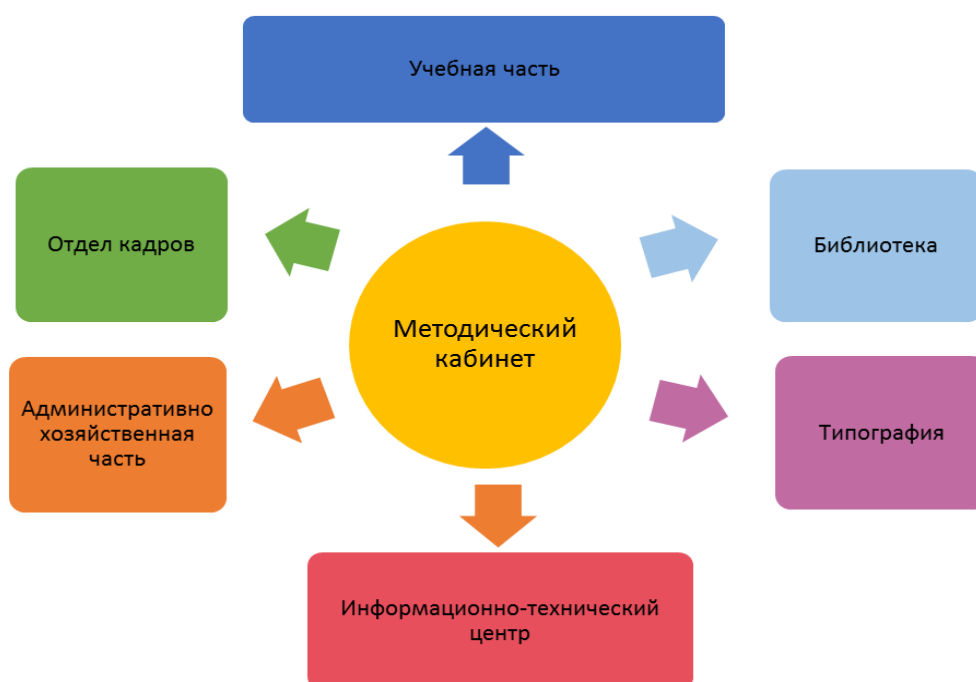 Учебная часть
Отдел кадров
Библиотека
Методический
кабинет
Административно
хозяйственная
часть
Типография
Информационно-технический
центр